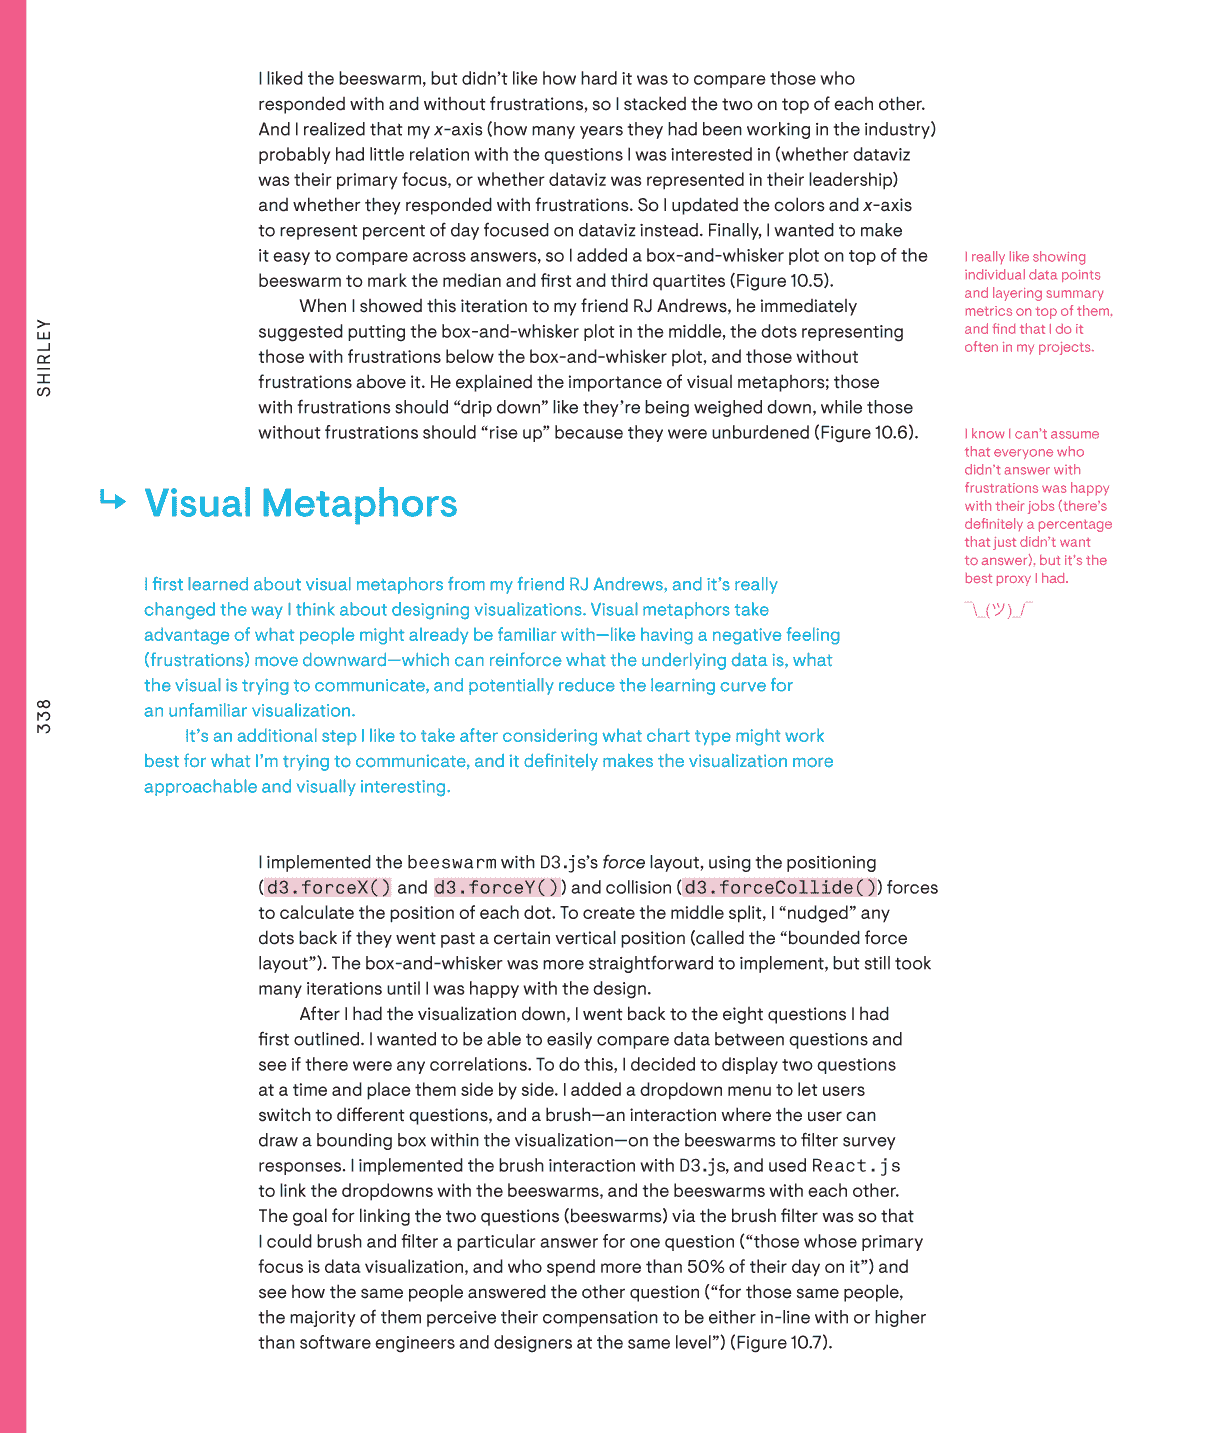 I liked the beeswarm, but didn’t like how hard it was to compare those who
responded with and without frustrations, so I stacked the two on top of each other.
And I realized that my x-axis (how many years they had been working in the industry)
probably had little relation with the questions I was interested in (whether dataviz
was their primary focus, or whether dataviz was represented in their leadership)
and whether they responded with frustrations. So I updated the colors and x-axis
to represent percent of day focused on dataviz instead. Finally, I wanted to make
it easy to compare across answers, so I added a box-and-whisker plot on top of the
beeswarm to mark the median and first and third quartites (Figure 10.5).
When I showed this iteration to my friend RJ Andrews, he immediately
suggested putting the box-and-whisker plot in the middle, the dots representing
those with frustrations below the box-and-whisker plot, and those without
frustrations above it. He explained the importance of visual metaphors; those
with frustrations should “drip down” like they’re being weighed down, while those
without frustrations should “rise up” because they were unburdened (Figure 10.6).
I really like showing
individual data points
and layering summary
metrics on top of them,
and find that I do it
often in my projects.
I know I can’t assume
that everyone who
didn’t answer with
frustrations was happy
with their jobs (there’s
definitely a percentage
that just didn’t want
to answer), but it’s the
best proxy I had.
¯\_(ツ)_/¯
SHIRLEY
338
↳ Visual Metaphors
I first learned about visual metaphors from my friend RJ Andrews, and it’s really
changed the way I think about designing visualizations. Visual metaphors take
advantage of what people might already be familiar with—like having a negative feeling
(frustrations) move downward—which can reinforce what the underlying data is, what
the visual is trying to communicate, and potentially reduce the learning curve for
an unfamiliar visualization.
It’s an additional step I like to take after considering what chart type might work
best for what I’m trying to communicate, and it definitely makes the visualization more
approachable and visually interesting.
I implemented the beeswarm with D3.js’s force layout, using the positioning
(d3.forceX() and d3.forceY()) and collision (d3.forceCollide()) forces
to calculate the position of each dot. To create the middle split, I “nudged” any
dots back if they went past a certain vertical position (called the “bounded force
layout”). The box-and-whisker was more straightforward to implement, but still took
many iterations until I was happy with the design.
After I had the visualization down, I went back to the eight questions I had
first outlined. I wanted to be able to easily compare data between questions and
see if there were any correlations. To do this, I decided to display two questions
at a time and place them side by side. I added a dropdown menu to let users
switch to different questions, and a brush—an interaction where the user can
draw a bounding box within the visualization—on the beeswarms to filter survey
responses. I implemented the brush interaction with D3.js, and used React.js
to link the dropdowns with the beeswarms, and the beeswarms with each other.
The goal for linking the two questions (beeswarms) via the brush filter was so that
I could brush and filter a particular answer for one question (“those whose primary
focus is data visualization, and who spend more than 50% of their day on it”) and
see how the same people answered the other question (“for those same people,
the majority of them perceive their compensation to be either in-line with or higher
than software engineers and designers at the same level”) (Figure 10.7).